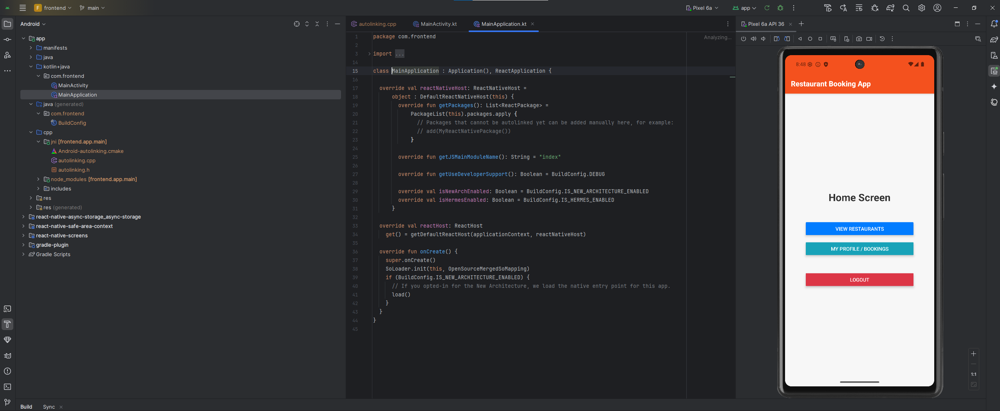 F frontend main
Pixel 6a app
Android
app
manifests
java
kotlin+java
com.frontend
MainActivity
MainApplication
java (generated)
com.frontend
BuildConfig
cpp
jni [frontend.app.main]
Android-autolinking.cmake
autolinking.cpp
H autolinking.h
node_modules [frontend.app.main]
includes
res
res (generated)
react-native-async-storage_async-storage
react-native-safe-area-context
react-native-screens
gradle-plugin
Gradle Scripts
Build Sync
autolinking.cpp MainActivity.kt MainApplication.kt
Analyzing...
1 package com.frontend
2
3 import ...
14
15 class MainApplication : Application(), ReactApplication {
16
17 override val reactNativeHost: ReactNativeHost =
18 object : DefaultReactNativeHost(this) {
19 override fun getPackages(): List<ReactPackage> =
20 PackageList(this).packages.apply {
21 // Packages that cannot be autolinked yet can be added manually here, for example:
22 // add(MyReactNativePackage())
23 }
24
25 override fun getJSMainModuleName(): String = "index"
26
27 override fun getUseDeveloperSupport(): Boolean = BuildConfig.DEBUG
28
29 override val isNewArchEnabled: Boolean = BuildConfig.IS_NEW_ARCHITECTURE_ENABLED
30 override val isHermesEnabled: Boolean = BuildConfig.IS_HERMES_ENABLED
31 }
32
33 override val reactHost: ReactHost
34 get() = getDefaultReactHost(applicationContext, reactNativeHost)
35
36 override fun onCreate() {
37 super.onCreate()
38 SoLoader.init(this, OpenSourceMergedSoMapping)
39 if (BuildConfig.IS_NEW_ARCHITECTURE_ENABLED) {
40 // If you opted-in for the New Architecture, we load the native entry point for this app.
41 load()
42 }
43 }
44 }
45
Pixel 6a API 36
8:48
Restaurant Booking App
Home Screen
VIEW RESTAURANTS
MY PROFILE / BOOKINGS
LOGOUT
1:1